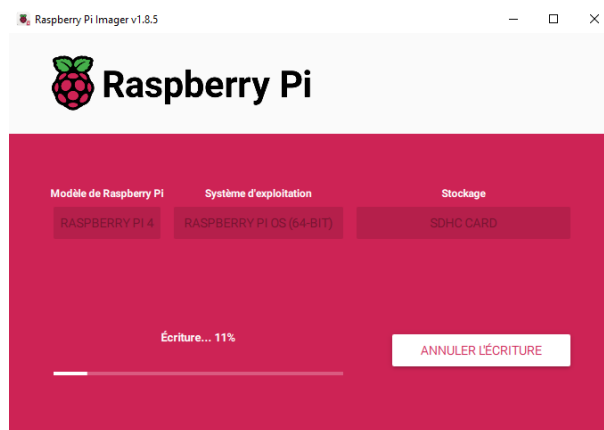 Raspberry Pi Imager v1.8.5
Raspberry Pi
Modèle de Raspberry Pi Système d'exploitation Stockage
RASPBERRY PI 4 RASPBERRY PI OS (64-BIT) SDHC CARD
Écriture... 11%
ANNULER L'ÉCRITURE